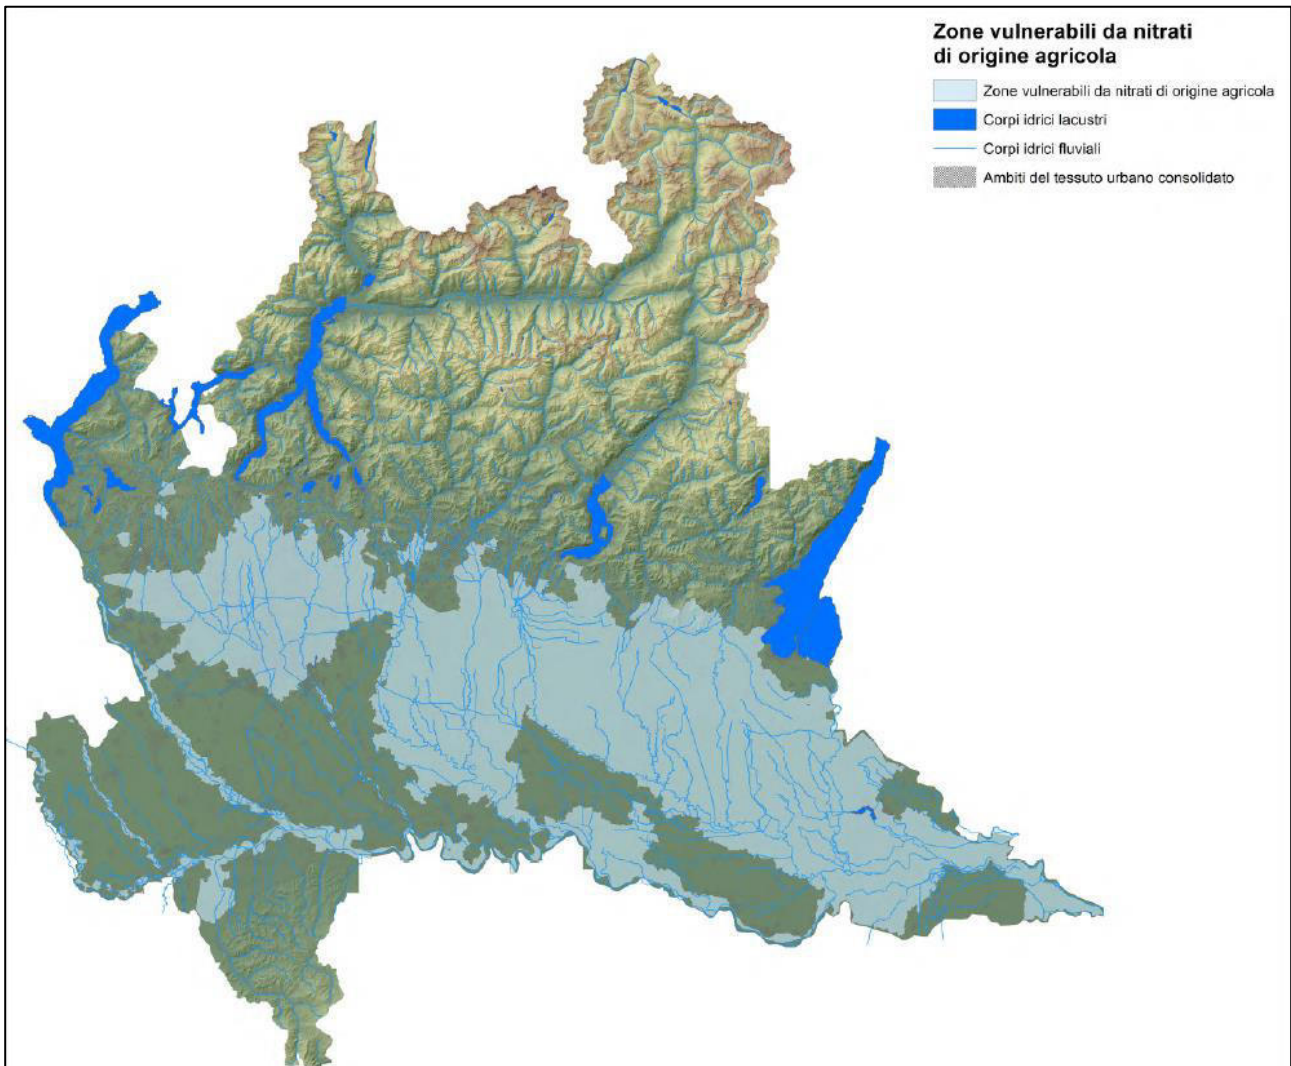 Zone vulnerabili da nitrati
di origine agricola
Zone vulnerabili da nitrati di origine agricola
Corpi idrici lacustri
Corpi idrici fluviali
Ambiti del tessuto urbano consolidato